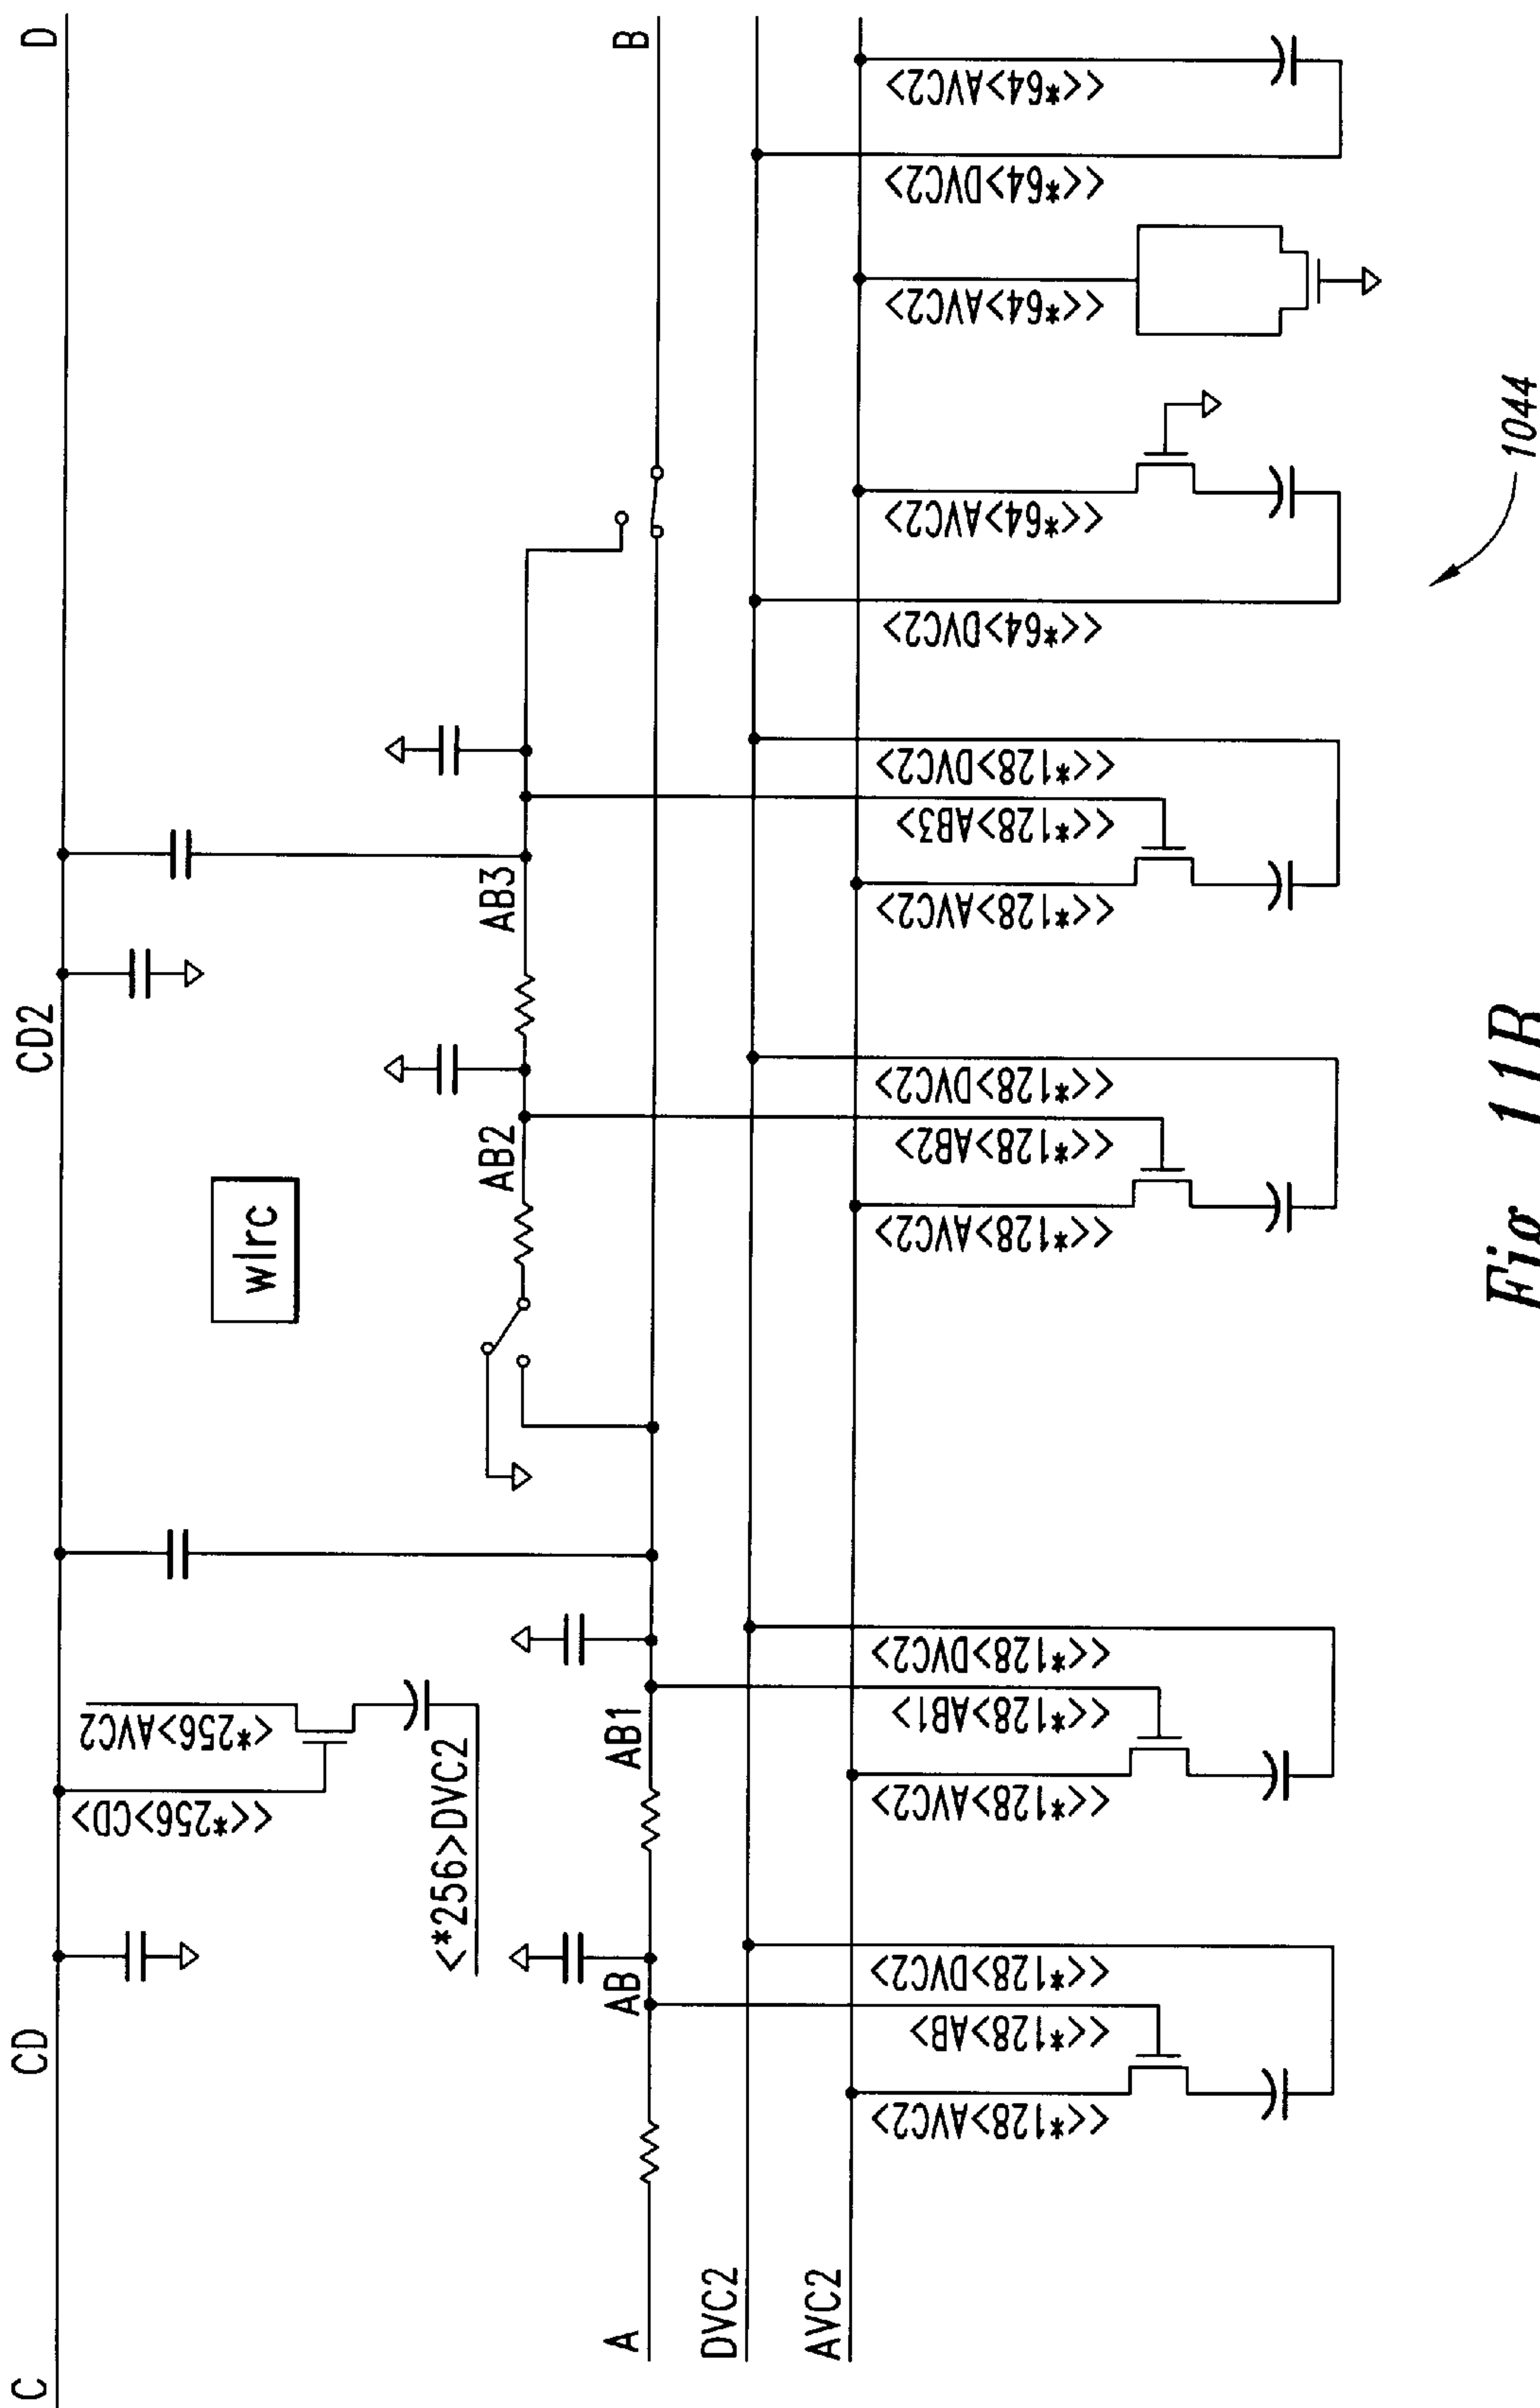 C
CD
CD2
D
<<*256>CD>
<*256>AVC2
<*256>DVC2
wlrc
A
AB
AB1
AB2
AB3
B
DVC2
AVC2
<<*128>AVC2>
<<*128>AB>
<<*128>DVC2>
<<*128>AVC2>
<<*128>AB1>
<<*128>DVC2>
<<*128>AVC2>
<<*128>AB2>
<<*128>DVC2>
<<*128>AVC2>
<<*128>AB3>
<<*128>DVC2>
<<*64>DVC2>
<<*64>AVC2>
<<*64>AVC2>
<<*64>DVC2>
<<*64>AVC2>
1044
Fig. 11B